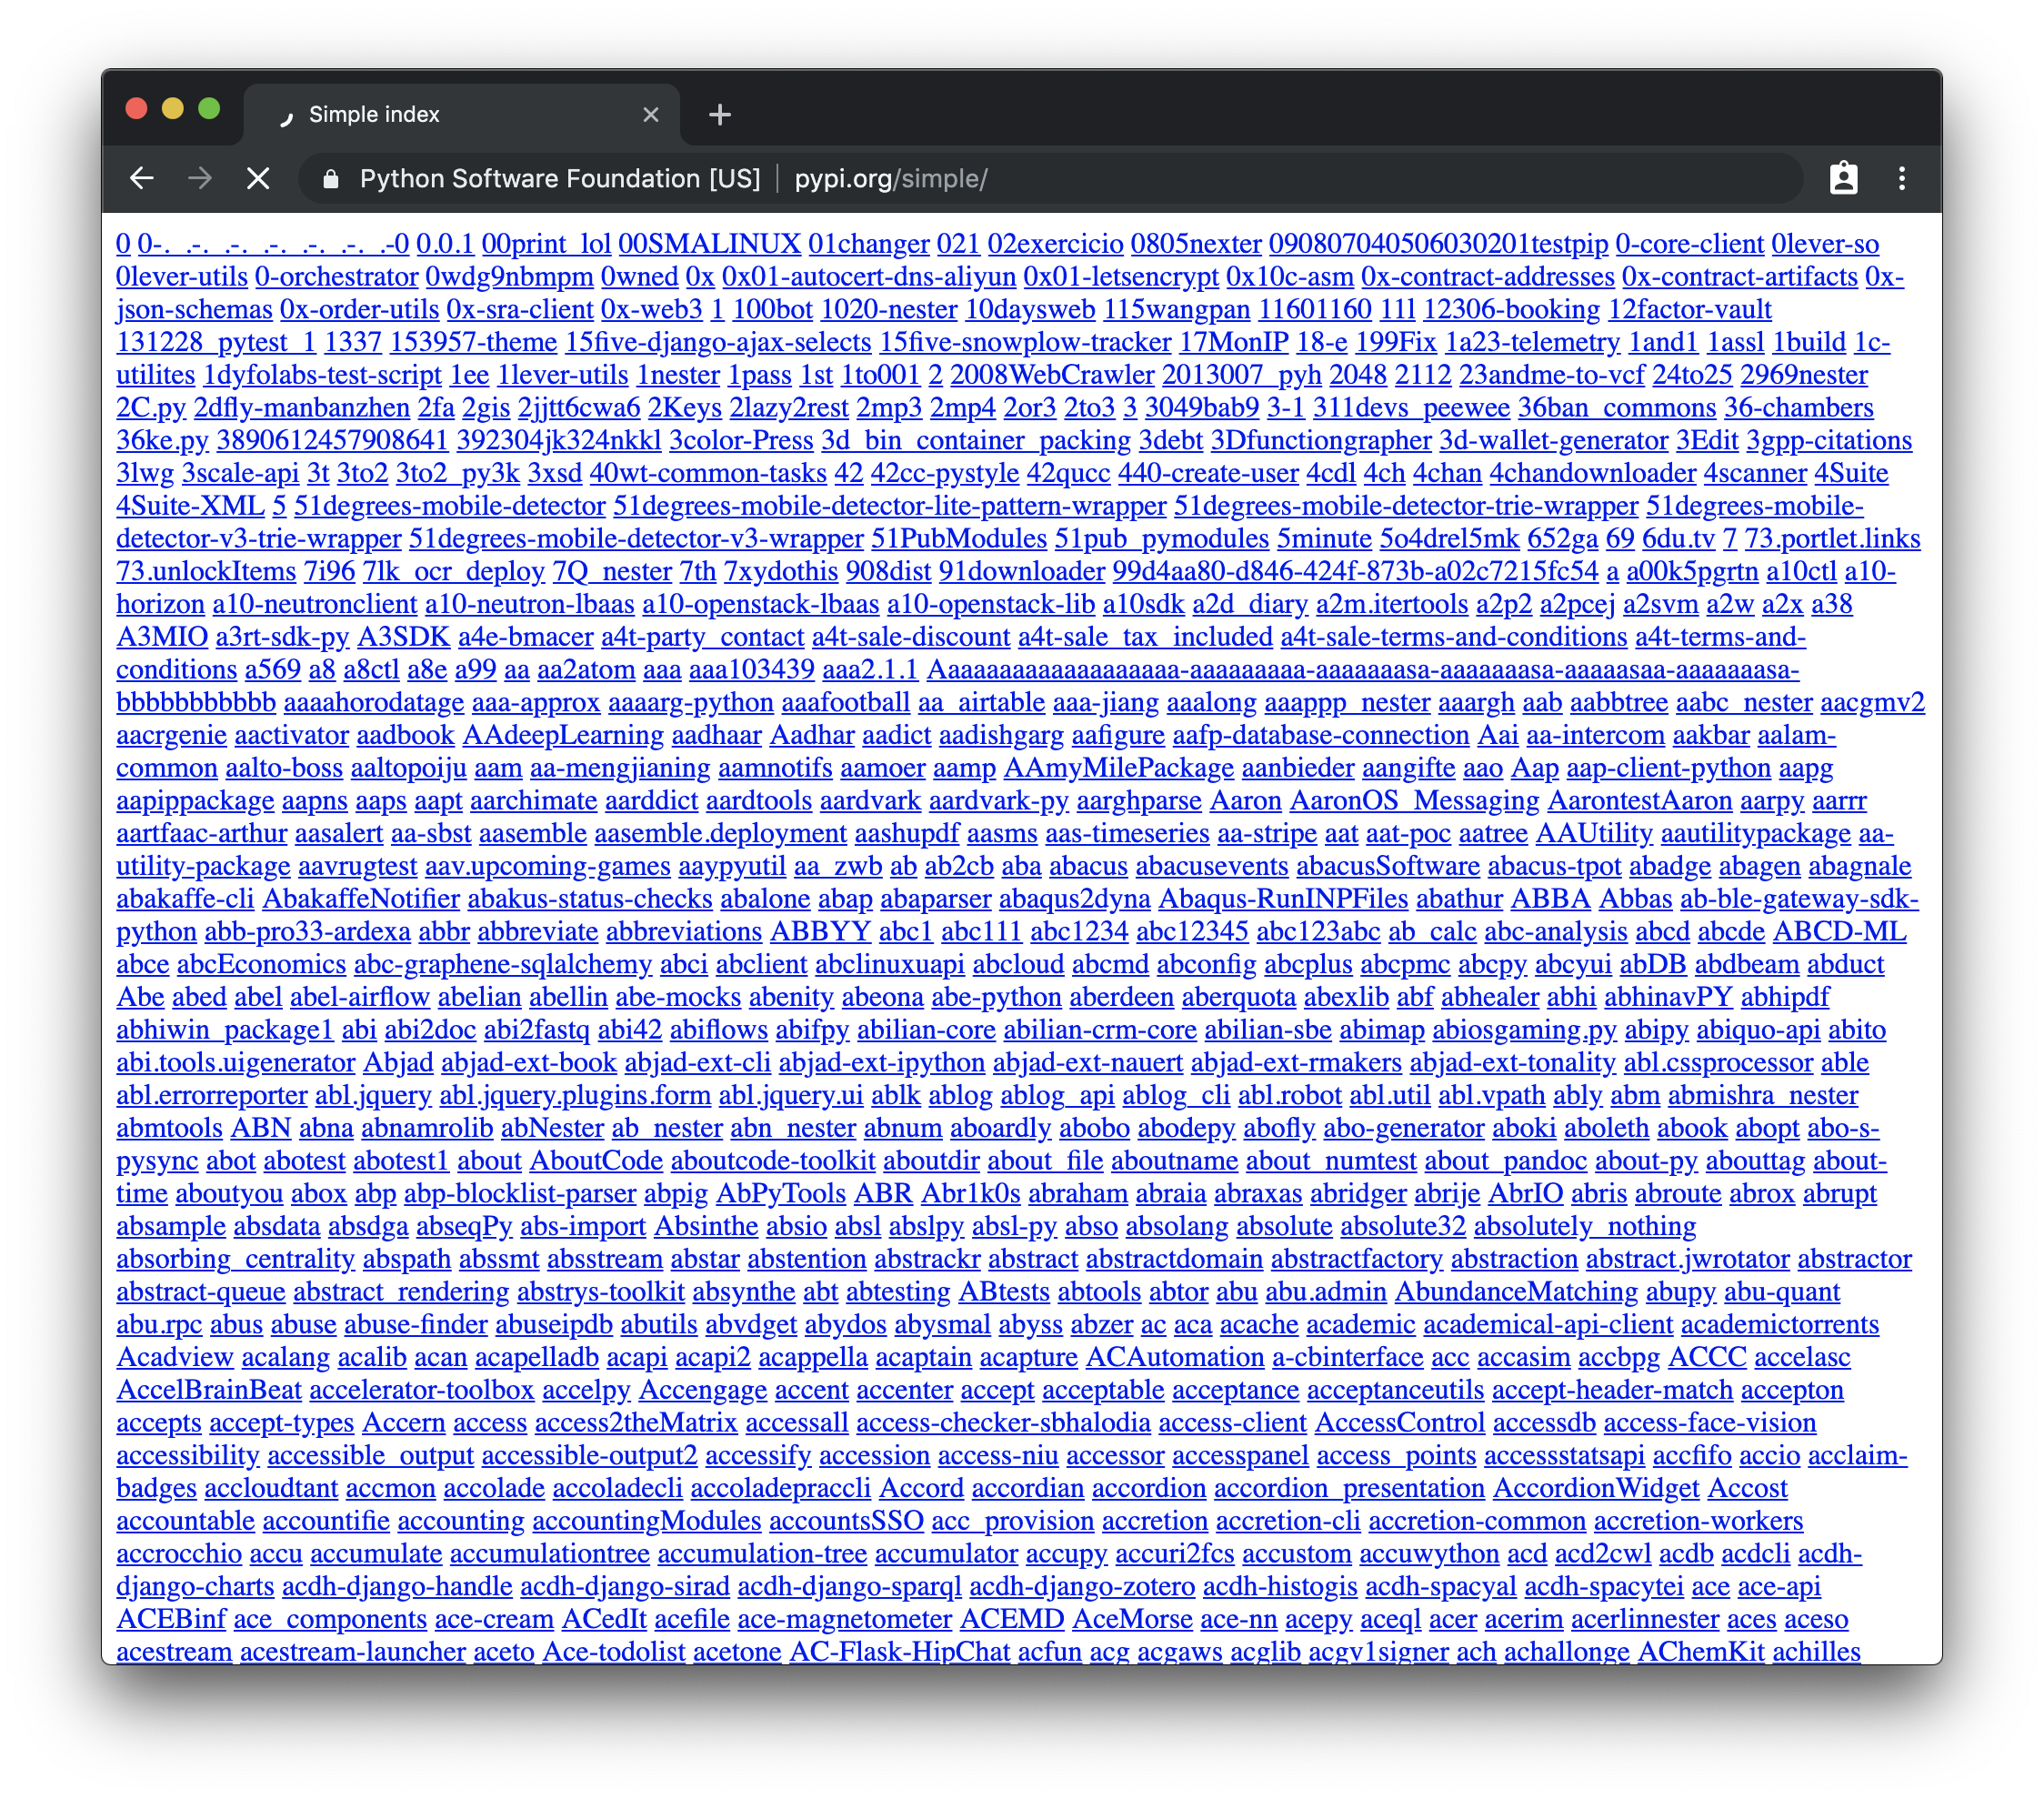 Simple index
Python Software Foundation [US] pypi.org/simple/
0 0-._.-._.-._.-._.-._.-._.-0 0.0.1 00print_lol 00SMALINUX 01changer 021 02exercicio 0805nexter 090807040506030201testpip 0-core-client 0lever-so
0lever-utils 0-orchestrator 0wdg9nbmpm 0wned 0x 0x01-autocert-dns-aliyun 0x01-letsencrypt 0x10c-asm 0x-contract-addresses 0x-contract-artifacts 0x-
json-schemas 0x-order-utils 0x-sra-client 0x-web3 1 100bot 1020-nester 10daysweb 115wangpan 11601160 11l 12306-booking 12factor-vault
131228_pytest_1 1337 153957-theme 15five-django-ajax-selects 15five-snowplow-tracker 17MonIP 18-e 199Fix 1a23-telemetry 1and1 1assl 1build 1c-
utilites 1dyfolabs-test-script 1ee 1lever-utils 1nester 1pass 1st 1to001 2 2008WebCrawler 2013007_pyh 2048 2112 23andme-to-vcf 24to25 2969nester
2C.py 2dfly-manbanzhen 2fa 2gis 2jjtt6cwa6 2Keys 2lazy2rest 2mp3 2mp4 2or3 2to3 3 3049bab9 3-1 311devs_peewee 36ban_commons 36-chambers
36ke.py 3890612457908641 392304jk324nkkl 3color-Press 3d_bin_container_packing 3debt 3Dfunctiongrapher 3d-wallet-generator 3Edit 3gpp-citations
3lwg 3scale-api 3t 3to2 3to2_py3k 3xsd 40wt-common-tasks 42 42cc-pystyle 42qucc 440-create-user 4cdl 4ch 4chan 4chandownloader 4scanner 4Suite
4Suite-XML 5 51degrees-mobile-detector 51degrees-mobile-detector-lite-pattern-wrapper 51degrees-mobile-detector-trie-wrapper 51degrees-mobile-
detector-v3-trie-wrapper 51degrees-mobile-detector-v3-wrapper 51PubModules 51pub_pymodules 5minute 5o4drel5mk 652ga 69 6du.tv 7 73.portlet.links
73.unlockItems 7i96 7lk_ocr_deploy 7Q_nester 7th 7xydothis 908dist 91downloader 99d4aa80-d846-424f-873b-a02c7215fc54 a a00k5pgrtn a10ctl a10-
horizon a10-neutronclient a10-neutron-lbaas a10-openstack-lbaas a10-openstack-lib a10sdk a2d_diary a2m.itertools a2p2 a2pcej a2svm a2w a2x a38
A3MIO a3rt-sdk-py A3SDK a4e-bmacer a4t-party_contact a4t-sale-discount a4t-sale_tax_included a4t-sale-terms-and-conditions a4t-terms-and-
conditions a569 a8 a8ctl a8e a99 aa aa2atom aaa aaa103439 aaa2.1.1 Aaaaaaaaaaaaaaaaaaa-aaaaaaaaa-aaaaaaasa-aaaaaaasa-aaaaasaa-aaaaaaasa-
bbbbbbbbbbb aaaahorodatage aaa-approx aaaarg-python aaafootball aa_airtable aaa-jiang aaalong aaappp_nester aaargh aab aabbtree aabc_nester aacgmv2
aacrgenie aactivator aadbook AAdeepLearning aadhaar Aadhar aadict aadishgarg aafigure aafp-database-connection Aai aa-intercom aakbar aalam-
common aalto-boss aaltopoiju aam aa-mengjianing aamnotifs aamoer aamp AAmyMilePackage aanbieder aangifte aao Aap aap-client-python aapg
aapippackage aapns aaps aapt aarchimate aarddict aardtools aardvark aardvark-py aarghparse Aaron AaronOS_Messaging AarontestAaron aarpy aarrr
aartfaac-arthur aasalert aa-sbst aasemble aasemble.deployment aashupdf aasms aas-timeseries aa-stripe aat aat-poc aatree AAUtility aautilitypackage aa-
utility-package aavrugtest aav.upcoming-games aaypyutil aa_zwb ab ab2cb aba abacus abacusevents abacusSoftware abacus-tpot abadge abagen abagnale
abakaffe-cli AbakaffeNotifier abakus-status-checks abalone abap abaparser abaqus2dyna Abaqus-RunINPFiles abathur ABBA Abbas ab-ble-gateway-sdk-
python abb-pro33-ardexa abbr abbreviate abbreviations ABBYY abc1 abc111 abc1234 abc12345 abc123abc ab_calc abc-analysis abcd abcde ABCD-ML
abce abcEconomics abc-graphene-sqlalchemy abci abclient abclinuxuapi abcloud abcmd abconfig abcplus abcpmc abcpy abcyui abDB abdbeam abduct
Abe abed abel abel-airflow abelian abellin abe-mocks abenity abeona abe-python aberdeen aberquota abexlib abf abhealer abhi abhinavPY abhipdf
abhiwin_package1 abi abi2doc abi2fastq abi42 abiflows abifpy abilian-core abilian-crm-core abilian-sbe abimap abiosgaming.py abipy abiquo-api abito
abi.tools.uigenerator Abjad abjad-ext-book abjad-ext-cli abjad-ext-ipython abjad-ext-nauert abjad-ext-rmakers abjad-ext-tonality abl.cssprocessor able
abl.errorreporter abl.jquery abl.jquery.plugins.form abl.jquery.ui ablk ablog ablog_api ablog_cli abl.robot abl.util abl.vpath ably abm abmishra_nester
abmtools ABN abna abnamrolib abNester ab_nester abn_nester abnum aboardly abobo abodepy abofly abo-generator aboki aboleth abook abopt abo-s-
pysync abot abotest abotest1 about AboutCode aboutcode-toolkit aboutdir about_file aboutname about_numtest about_pandoc about-py abouttag about-
time aboutyou abox abp abp-blocklist-parser abpig AbPyTools ABR Abr1k0s abraham abraia abraxas abridger abrije AbrIO abris abroute abrox abrupt
absample absdata absdga abseqPy abs-import Absinthe absio absl abslpy absl-py abso absolang absolute absolute32 absolutely_nothing
absorbing_centrality abspath abssmt absstream abstar abstention abstrackr abstract abstractdomain abstractfactory abstraction abstract.jwrotator abstractor
abstract-queue abstract_rendering abstrys-toolkit absynthe abt abtesting ABtests abtools abtor abu abu.admin AbundanceMatching abupy abu-quant
abu.rpc abus abuse abuse-finder abuseipdb abutils abvdget abydos abysmal abyss abzer ac aca acache academic academical-api-client academictorrents
Acadview acalang acalib acan acapelladb acapi acapi2 acappella acaptain acapture ACAutomation a-cbinterface acc accasim accbpg ACCC accelasc
AccelBrainBeat accelerator-toolbox accelpy Accengage accent accenter accept acceptable acceptance acceptanceutils accept-header-match accepton
accepts accept-types Accern access access2theMatrix accessall access-checker-sbhalodia access-client AccessControl accessdb access-face-vision
accessibility accessible_output accessible-output2 accessify accession access-niu accessor accesspanel access_points accessstatsapi accfifo accio acclaim-
badges accloudtant accmon accolade accoladecli accoladepraccli Accord accordian accordion accordion_presentation AccordionWidget Accost
accountable accountifie accounting accountingModules accountsSSO acc_provision accretion accretion-cli accretion-common accretion-workers
accrocchio accu accumulate accumulationtree accumulation-tree accumulator accupy accuri2fcs accustom accuwython acd acd2cwl acdb acdcli acdh-
django-charts acdh-django-handle acdh-django-sirad acdh-django-sparql acdh-django-zotero acdh-histogis acdh-spacyal acdh-spacytei ace ace-api
ACEBinf ace_components ace-cream ACedIt acefile ace-magnetometer ACEMD AceMorse ace-nn acepy aceql acer acerim acerlinnester aces aceso
acestream acestream-launcher aceto Ace-todolist acetone AC-Flask-HipChat acfun acg acgaws acglib acgv1signer ach achallonge AChemKit achilles